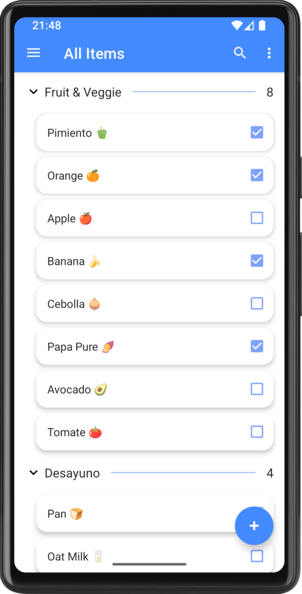 21:48
All Items
Fruit & Veggie 8
Pimiento 🫑
Orange 🍊
Apple 🍎
Banana 🍌
Cebolla 🧅
Papa Pure 🍠
Avocado 🥑
Tomate 🍅
Desayuno 4
Pan 🍞
Oat Milk 🥛